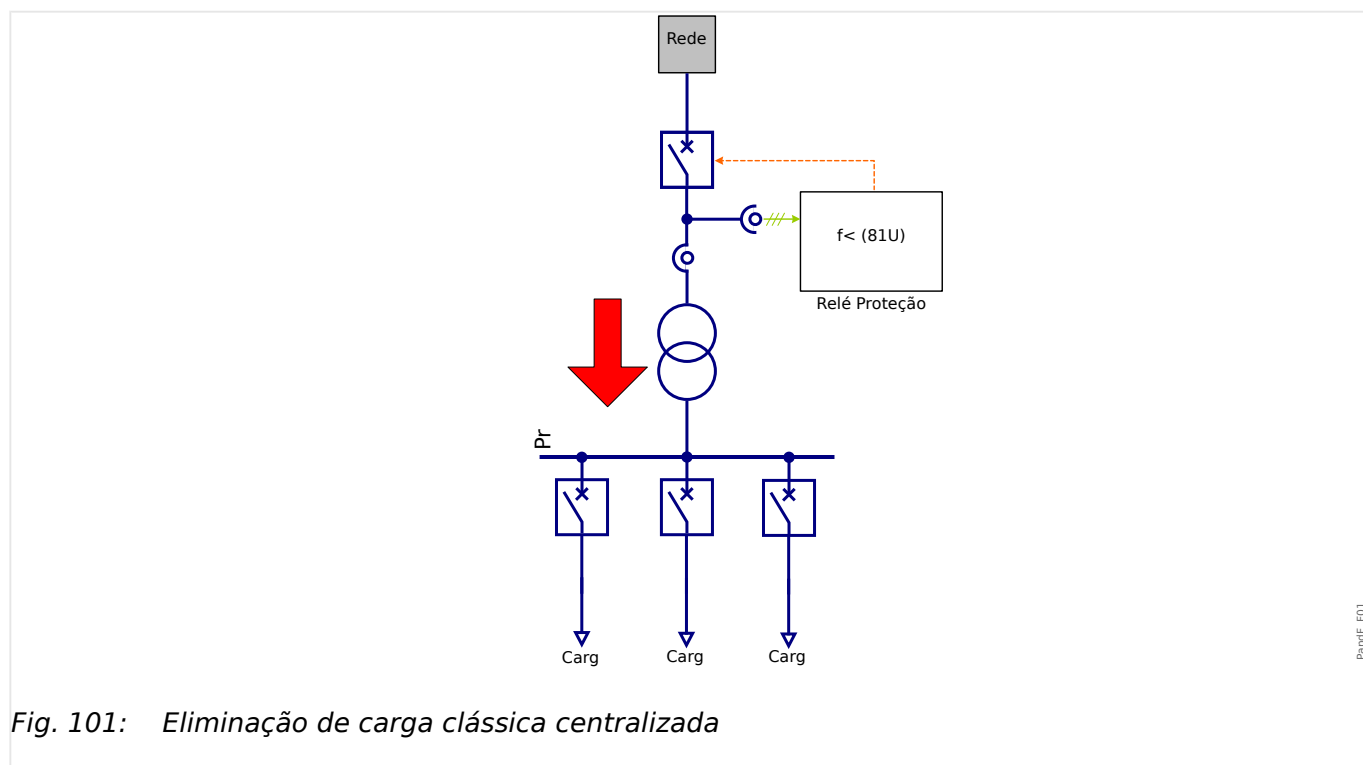 Rede
f< (81U)
Relé Proteção
Pr
Carg
Carg
Carg
Fig. 101: Eliminação de carga clássica centralizada